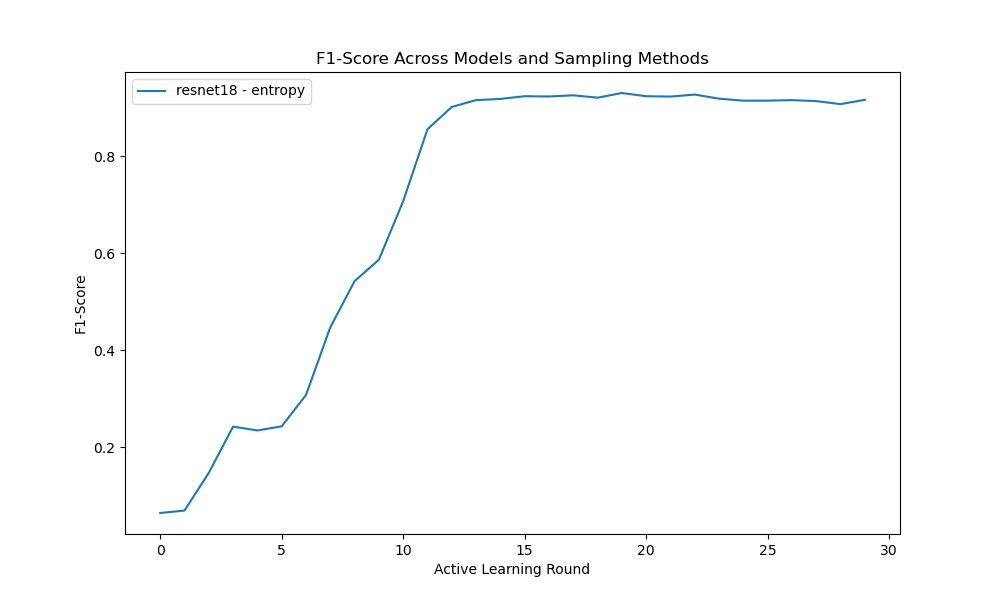 F1-Score Across Models and Sampling Methods
resnet18 - entropy
0.8
0.6
0.4
0.2
F1-Score
0 5 10 15 20 25 30
Active Learning Round